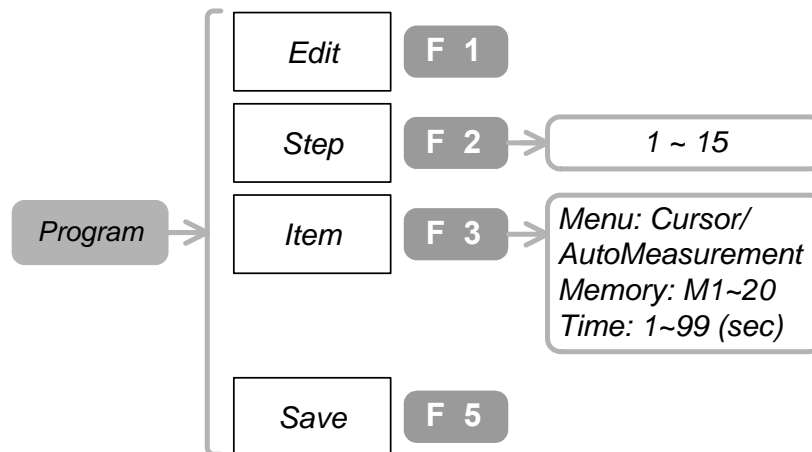 Edit F 1
Step F 2 1 ~ 15
Program
Item F 3
Menu: Cursor/
AutoMeasurement
Memory: M1~20
Time: 1~99 (sec)
Save F 5